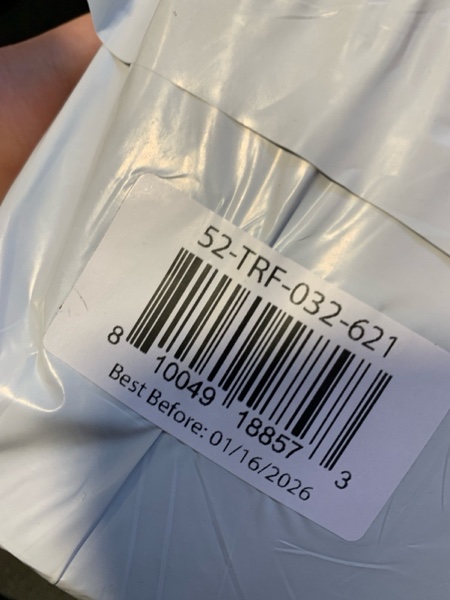 52-TRF-032-621
8 10049 18857 3
Best Before: 01/16/2026